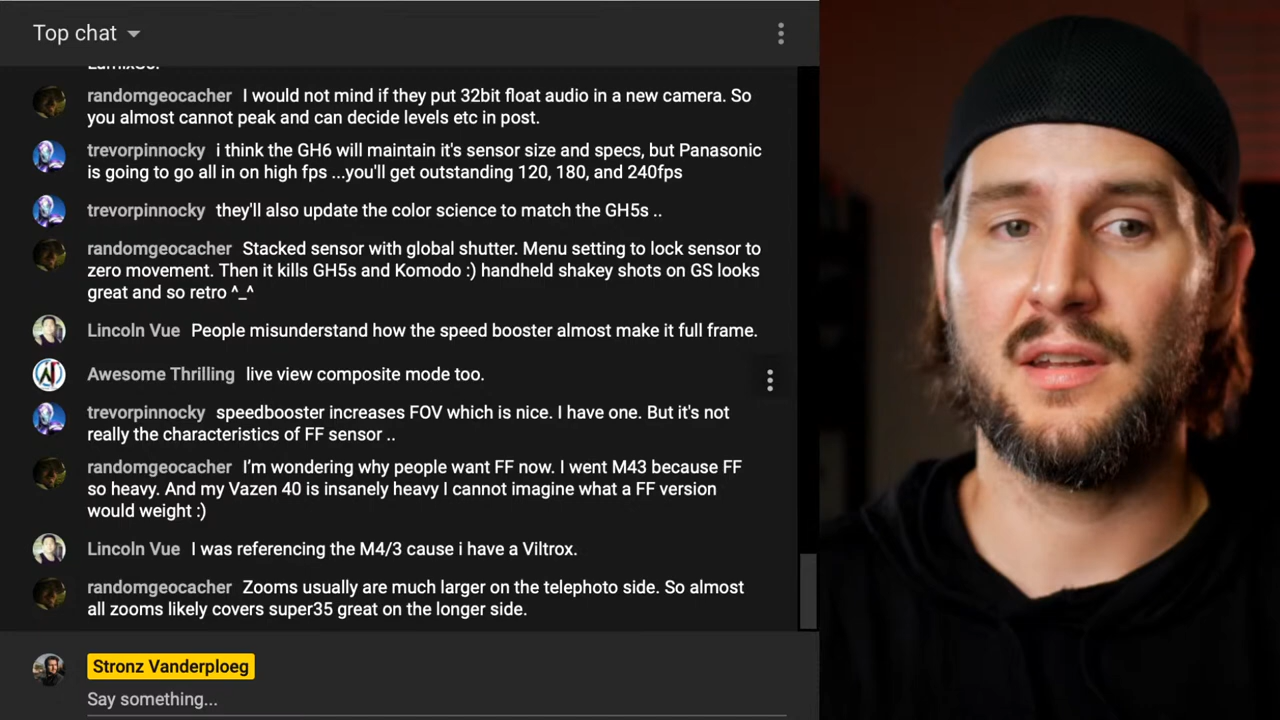 Top chat
LumixGo.
randomgeocacher I would not mind if they put 32bit float audio in a new camera. So
you almost cannot peak and can decide levels etc in post.
trevorpinnocky i think the GH6 will maintain it's sensor size and specs, but Panasonic
is going to go all in on high fps ...you'll get outstanding 120, 180, and 240fps
trevorpinnocky they'll also update the color science to match the GH5s ..
randomgeocacher Stacked sensor with global shutter. Menu setting to lock sensor to
zero movement. Then it kills GH5s and Komodo :) handheld shakey shots on GS looks
great and so retro ^_^
Lincoln Vue People misunderstand how the speed booster almost make it full frame.
Awesome Thrilling live view composite mode too.
trevorpinnocky speedbooster increases FOV which is nice. I have one. But it's not
really the characteristics of FF sensor ..
randomgeocacher I'm wondering why people want FF now. I went M43 because FF
so heavy. And my Vazen 40 is insanely heavy I cannot imagine what a FF version
would weight :)
Lincoln Vue I was referencing the M4/3 cause i have a Viltrox.
randomgeocacher Zooms usually are much larger on the telephoto side. So almost
all zooms likely covers super35 great on the longer side.
Stronz Vanderploeg
Say something...